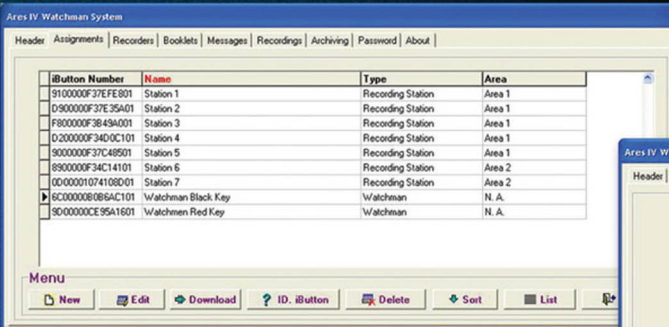 Ares IV Watchman System
Header Assignments Recorders Booklets Messages Recordings Archiving Password About
iButton Number Name Type Area
9100000F37EFE801 Station 1 Recording Station Area 1
D900000F37E35A01 Station 2 Recording Station Area 1
F800000F3B49A001 Station 3 Recording Station Area 1
D200000F34D0C101 Station 4 Recording Station Area 1
9000000F37C48501 Station 5 Recording Station Area 1
8900000F34C14101 Station 6 Recording Station Area 2
0D00001074108D01 Station 7 Recording Station Area 2
6C00000B0B6AC101 Watchman Black Key Watchman N. A.
9D00000CE95A1601 Watchmen Red Key Watchman N. A.
Ares IV W
Header
Menu
New Edit Download ID. iButton Delete Sort List